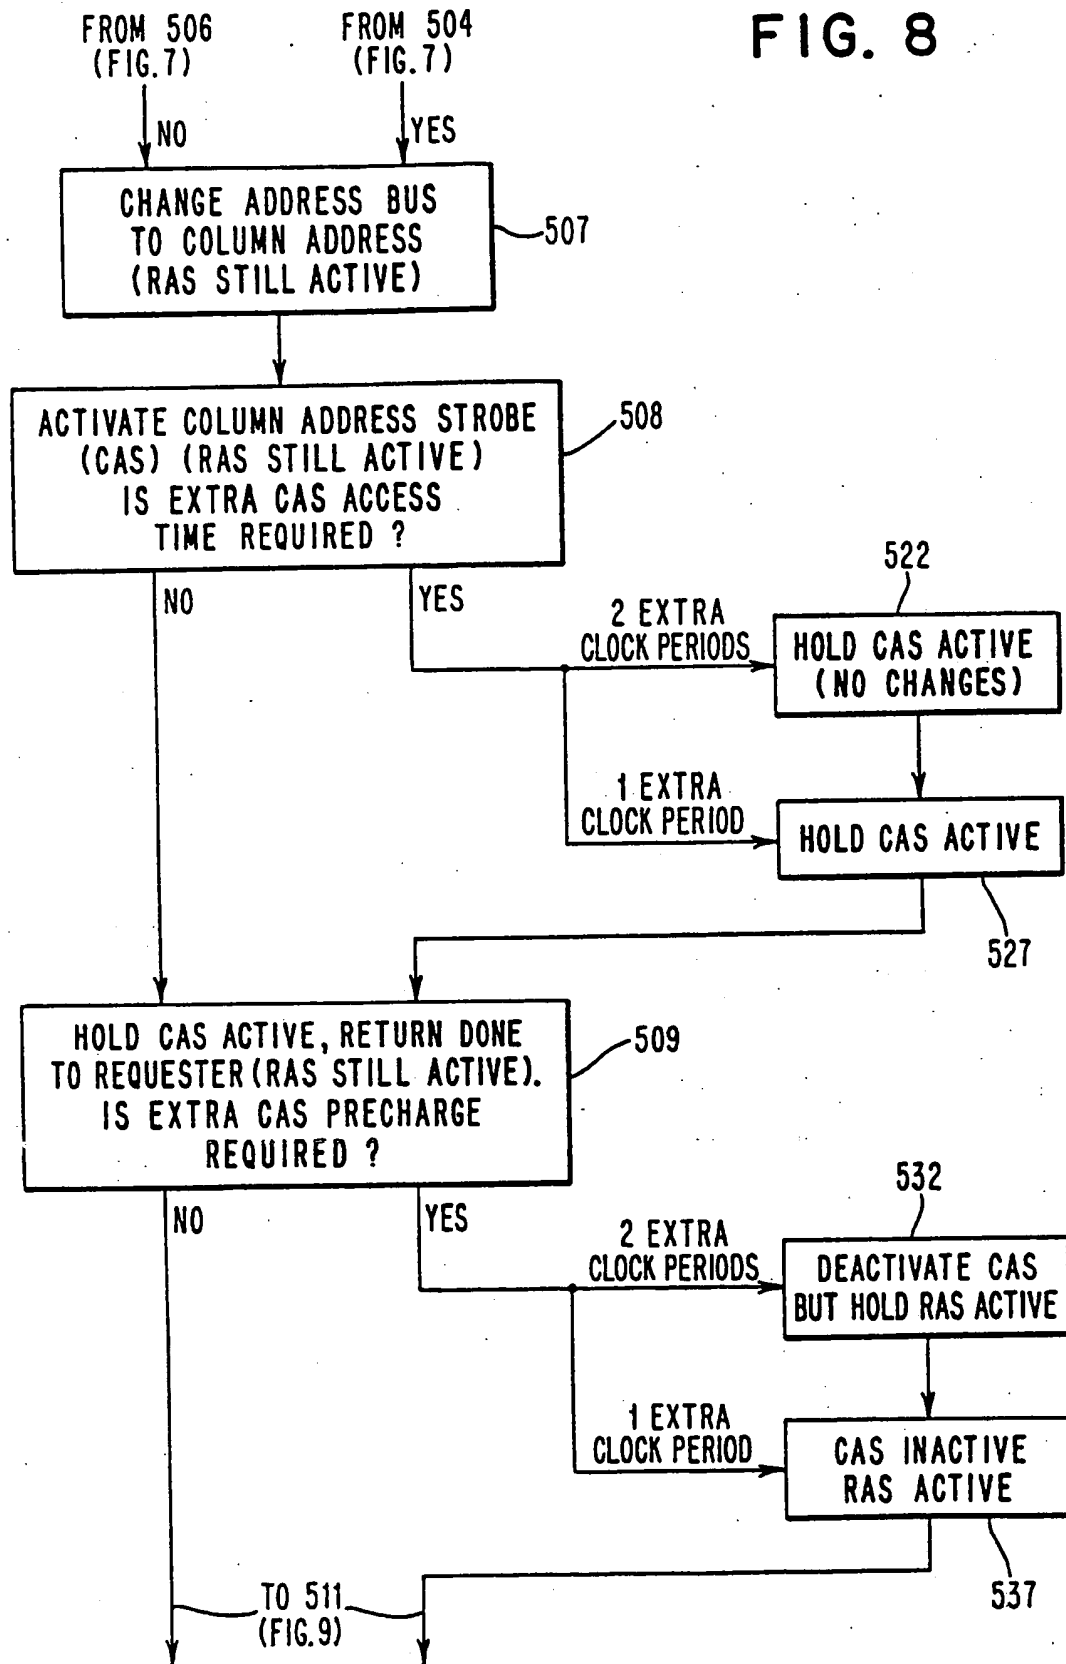 FROM 506
(FIG. 7)
FROM 504
(FIG. 7)
FIG. 8
NO
YES
CHANGE ADDRESS BUS
TO COLUMN ADDRESS
(RAS STILL ACTIVE)
507
ACTIVATE COLUMN ADDRESS STROBE
(CAS) (RAS STILL ACTIVE)
IS EXTRA CAS ACCESS
TIME REQUIRED ?
508
NO
YES
2 EXTRA
CLOCK PERIODS
522
HOLD CAS ACTIVE
(NO CHANGES)
1 EXTRA
CLOCK PERIOD
HOLD CAS ACTIVE
527
HOLD CAS ACTIVE, RETURN DONE
TO REQUESTER (RAS STILL ACTIVE).
IS EXTRA CAS PRECHARGE
REQUIRED ?
509
NO
YES
2 EXTRA
CLOCK PERIODS
532
DEACTIVATE CAS
BUT HOLD RAS ACTIVE
1 EXTRA
CLOCK PERIOD
CAS INACTIVE
RAS ACTIVE
537
TO 511
(FIG. 9)